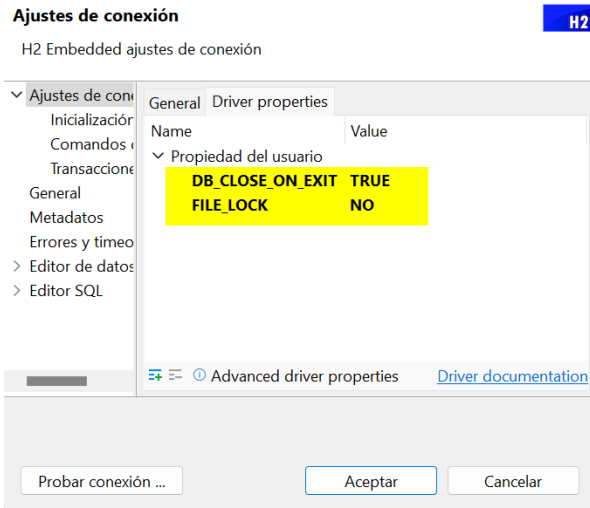 Ajustes de conexión
H2
H2 Embedded ajustes de conexión
Ajustes de con
Inicialización
Comandos
Transaccione
General
Metadatos
Errores y timeo
Editor de datos
Editor SQL
General Driver properties
Name Value
Propiedad del usuario
DB_CLOSE_ON_EXIT TRUE
FILE_LOCK NO
Advanced driver properties Driver documentation
Probar conexión ... Aceptar Cancelar